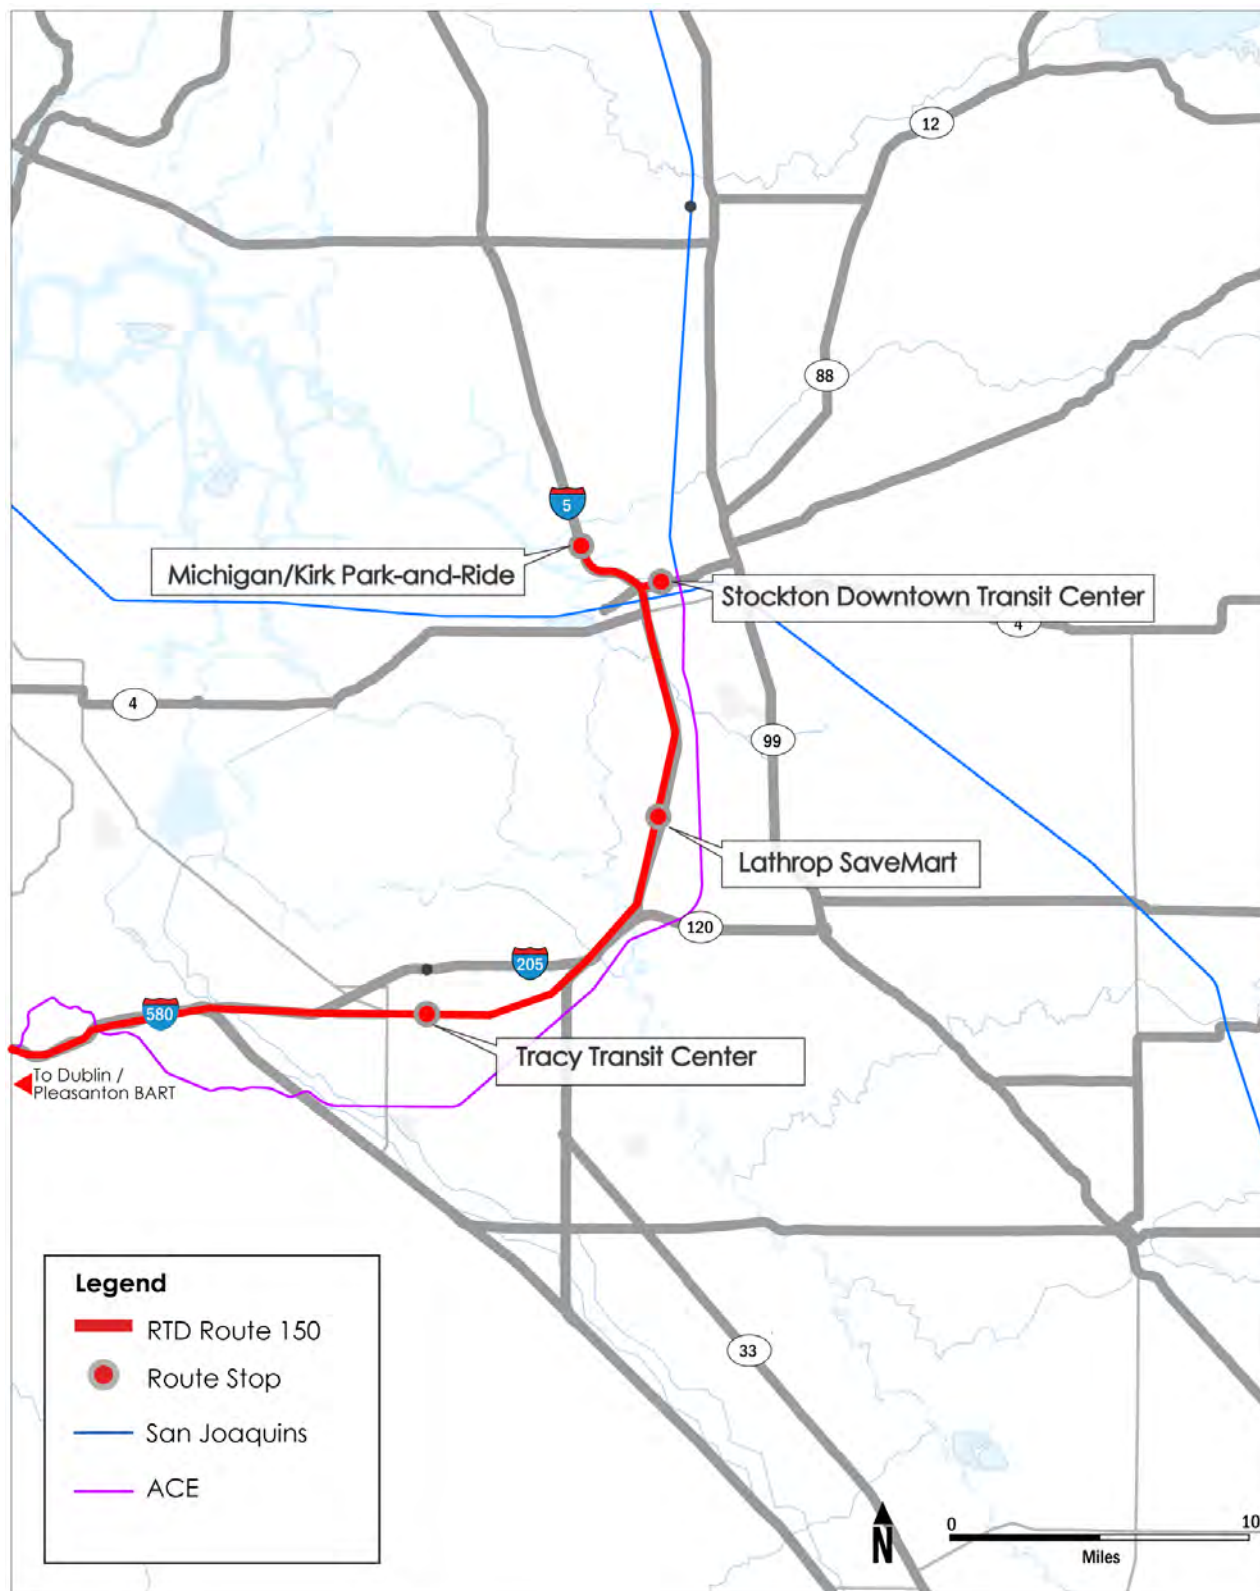 12
88
5
Michigan/Kirk Park-and-Ride
Stockton Downtown Transit Center
4
4
99
Lathrop SaveMart
120
205
580
Tracy Transit Center
To Dublin /
Pleasanton BART
Legend
RTD Route 150
Route Stop
San Joaquins
ACE
33
N
0 10
Miles